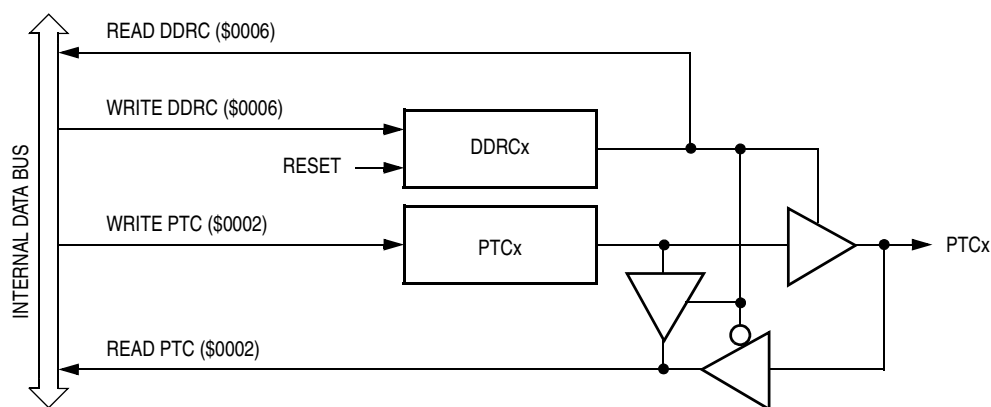 READ DDRC ($0006)
WRITE DDRC ($0006)
DDRCx
RESET
INTERNAL DATA BUS
WRITE PTC ($0002)
PTCx
PTCx
READ PTC ($0002)